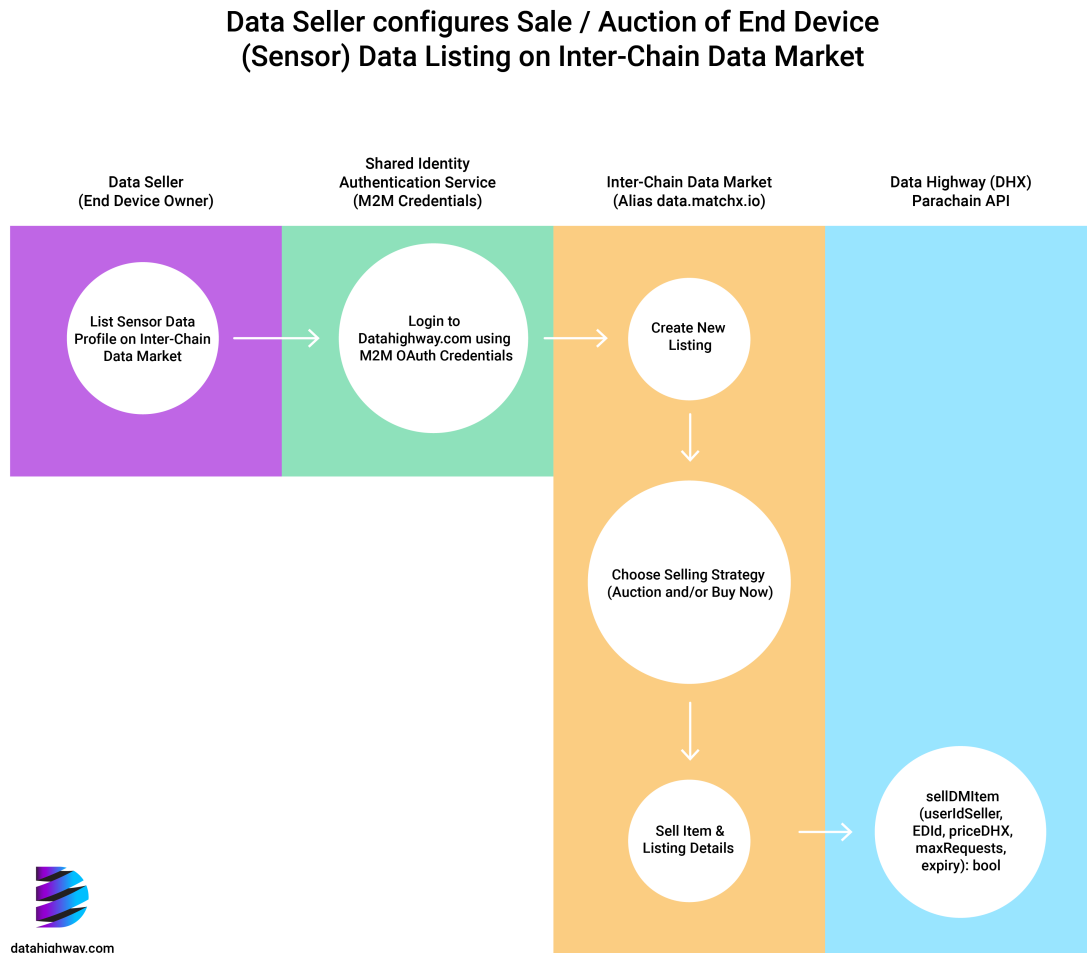 Data Seller configures Sale / Auction of End Device
(Sensor) Data Listing on Inter-Chain Data Market
Data Seller
(End Device Owner)
Shared Identity
Authentication Service
(M2M Credentials)
Inter-Chain Data Market
(Alias data.matchx.io)
Data Highway (DHX)
Parachain API
List Sensor Data
Profile on Inter-Chain
Data Market
Login to
Datahighway.com using
M2M OAuth Credentials
Create New
Listing
Choose Selling Strategy
(Auction and/or Buy Now)
Sell Item &
Listing Details
sellDMItem
(userIdSeller,
EDId, priceDHX,
maxRequests,
expiry): bool
datahighway.com